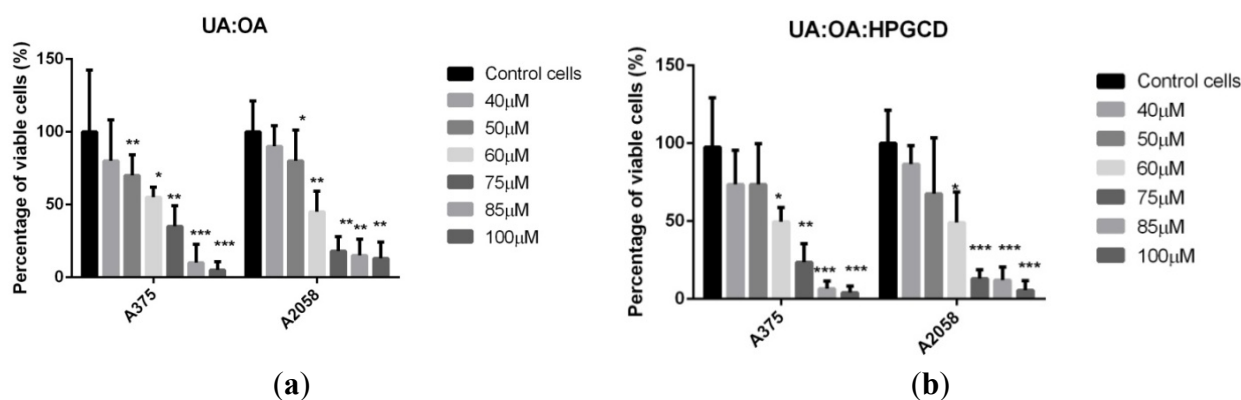 UA:OA
Percentage of viable cells (%)
150
100
50
0
** * ** *** ***
* ** ** ** **
A375
A2058
Control cells
40μM
50μM
60μM
75μM
85μM
100μM
(a)
UA:OA:HPGCD
Percentage of viable cells (%)
150
100
50
0
* ** *** ***
* *** *** ***
A375
A2058
Control cells
40μM
50μM
60μM
75μM
85μM
100μM
(b)